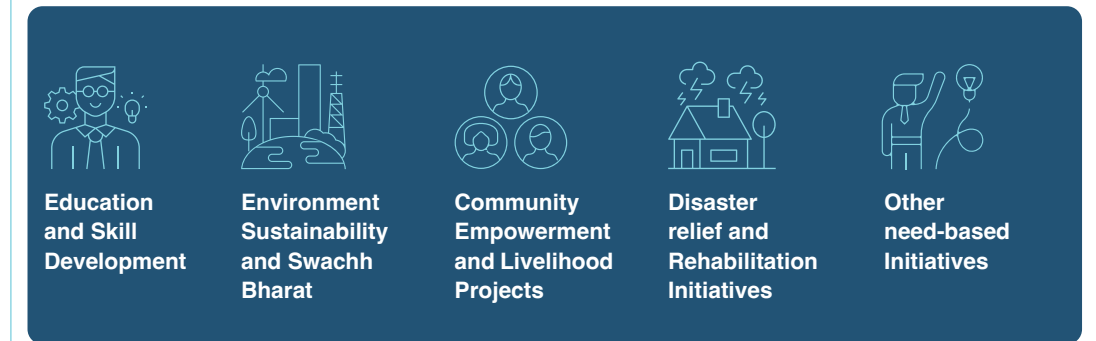 Education
and Skill
Development
Environment
Sustainability
and Swachh
Bharat
Community
Empowerment
and Livelihood
Projects
Disaster
relief and
Rehabilitation
Initiatives
Other
need-based
Initiatives